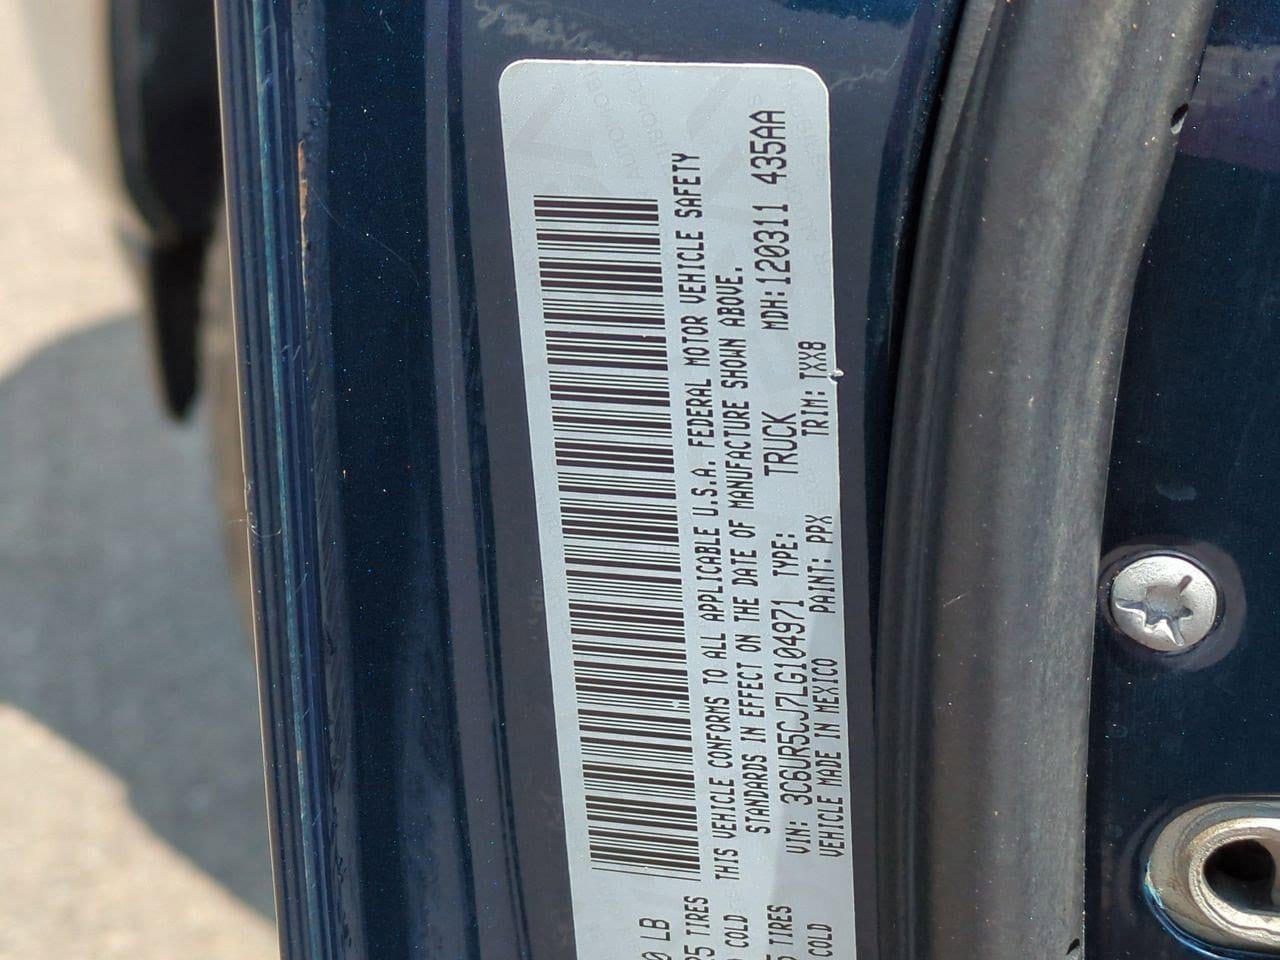 THIS VEHICLE CONFORMS TO ALL APPLICABLE U.S.A. FEDERAL MOTOR VEHICLE SAFETY
STANDARDS IN EFFECT ON THE DATE OF MANUFACTURE SHOWN ABOVE.
VIN: 3C6UR5CJ7LG104971 TYPE: TRUCK MDH:120311 435AA
VEHICLE MADE IN MEXICO PAINT: PPX TRIM: TXX8
LB
TIRES
COLD
TIRES
COLD